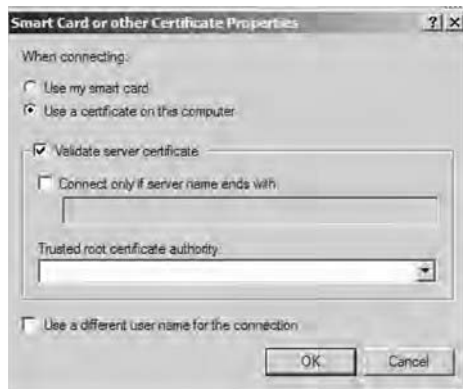 Smart Card or other Certificate Properties
When connecting:
Use my smart card
Use a certificate on this computer
Validate server certificate
Connect only if server name ends with
Trusted root certificate authority:
Use a different user name for the connection
OK
Cancel